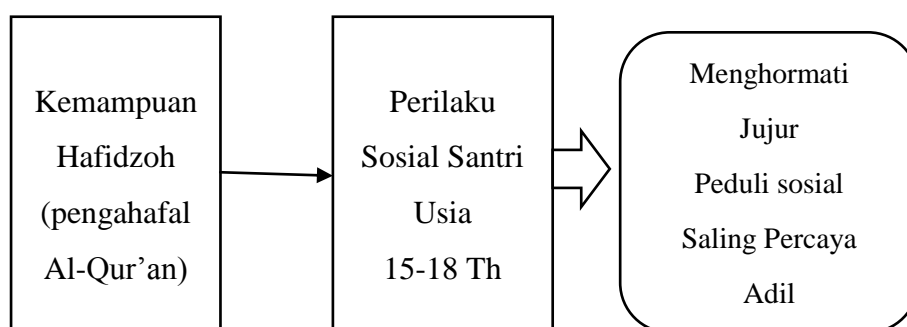 Kemampuan
Hafidzoh
(pengahafal
Al-Qur’an)
Perilaku
Sosial Santri
Usia
15-18 Th
Menghormati
Jujur
Peduli sosial
Saling Percaya
Adil